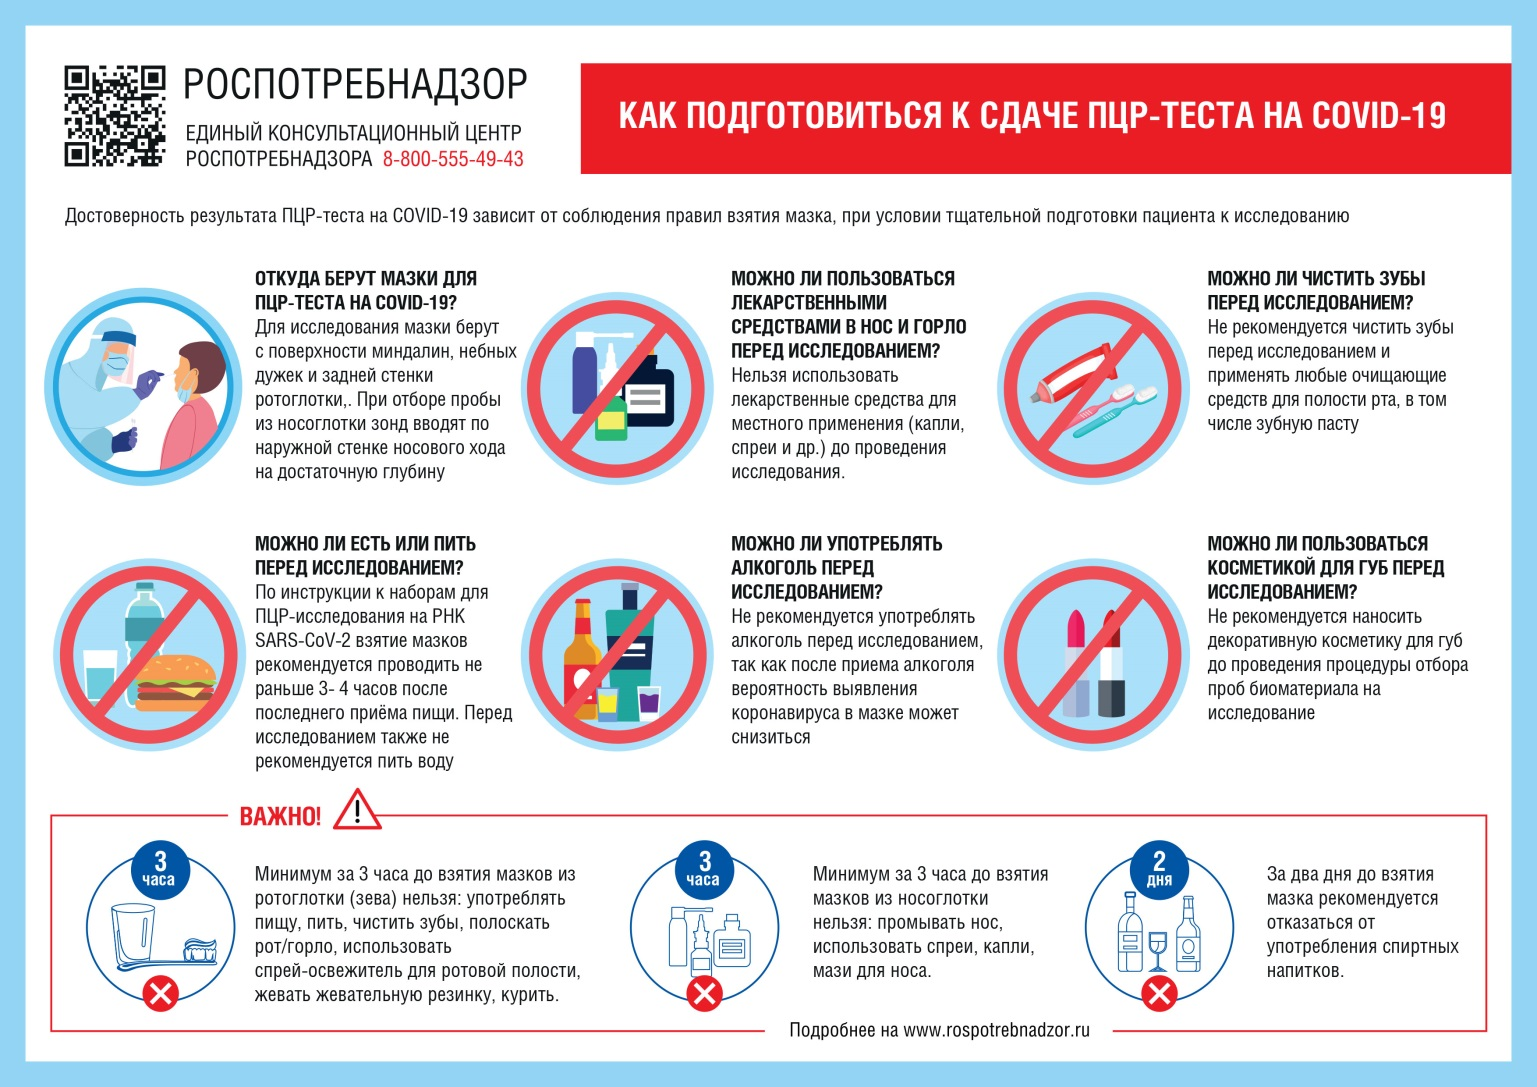 РОСПОТРЕБНАДЗОР
ЕДИНЫЙ КОНСУЛЬТАЦИОННЫЙ ЦЕНТР
РОСПОТРЕБНАДЗОРА 8-800-555-49-43
КАК ПОДГОТОВИТЬСЯ К СДАЧЕ ПЦР-ТЕСТА НА COVID-19
Достоверность результата ПЦР-теста на COVID-19 зависит от соблюдения правил взятия мазка, при условии тщательной подготовки пациента к исследованию
ОТКУДА БЕРУТ МАЗКИ ДЛЯ
ПЦР-ТЕСТА НА COVID-19?
Для исследования мазки берут
с поверхности миндалин, небных
дужек и задней стенки
ротоглотки,. При отборе пробы
из носоглотки зонд вводят по
наружной стенке носового хода
на достаточную глубину
МОЖНО ЛИ ПОЛЬЗОВАТЬСЯ
ЛЕКАРСТВЕННЫМИ
СРЕДСТВАМИ В НОС И ГОРЛО
ПЕРЕД ИССЛЕДОВАНИЕМ?
Нельзя использовать
лекарственные средства для
местного применения (капли,
спреи и др.) до проведения
исследования.
МОЖНО ЛИ ЧИСТИТЬ ЗУБЫ
ПЕРЕД ИССЛЕДОВАНИЕМ?
Не рекомендуется чистить зубы
перед исследованием и
применять любые очищающие
средств для полости рта, в том
числе зубную пасту
МОЖНО ЛИ ЕСТЬ ИЛИ ПИТЬ
ПЕРЕД ИССЛЕДОВАНИЕМ?
По инструкции к наборам для
ПЦР-исследования на РНК
SARS-CoV-2 взятие мазков
рекомендуется проводить не
раньше 3- 4 часов после
последнего приёма пищи. Перед
исследованием также не
рекомендуется пить воду
МОЖНО ЛИ УПОТРЕБЛЯТЬ
АЛКОГОЛЬ ПЕРЕД
ИССЛЕДОВАНИЕМ?
Не рекомендуется употреблять
алкоголь перед исследованием,
так как после приема алкоголя
вероятность выявления
коронавируса в мазке может
снизиться
МОЖНО ЛИ ПОЛЬЗОВАТЬСЯ
КОСМЕТИКОЙ ДЛЯ ГУБ ПЕРЕД
ИССЛЕДОВАНИЕМ?
Не рекомендуется наносить
декоративную косметику для губ
до проведения процедуры отбора
проб биоматериала на
исследование
ВАЖНО!
3
часа
Минимум за 3 часа до взятия мазков из
ротоглотки (зева) нельзя: употреблять
пищу, пить, чистить зубы, полоскать
рот/горло, использовать
спрей-освежитель для ротовой полости,
жевать жевательную резинку, курить.
3
часа
Минимум за 3 часа до взятия
мазков из носоглотки
нельзя: промывать нос,
использовать спреи, капли,
мази для носа.
2
дня
За два дня до взятия
мазка рекомендуется
отказаться от
употребления спиртных
напитков.
Подробнее на www.rospotrebnadzor.ru